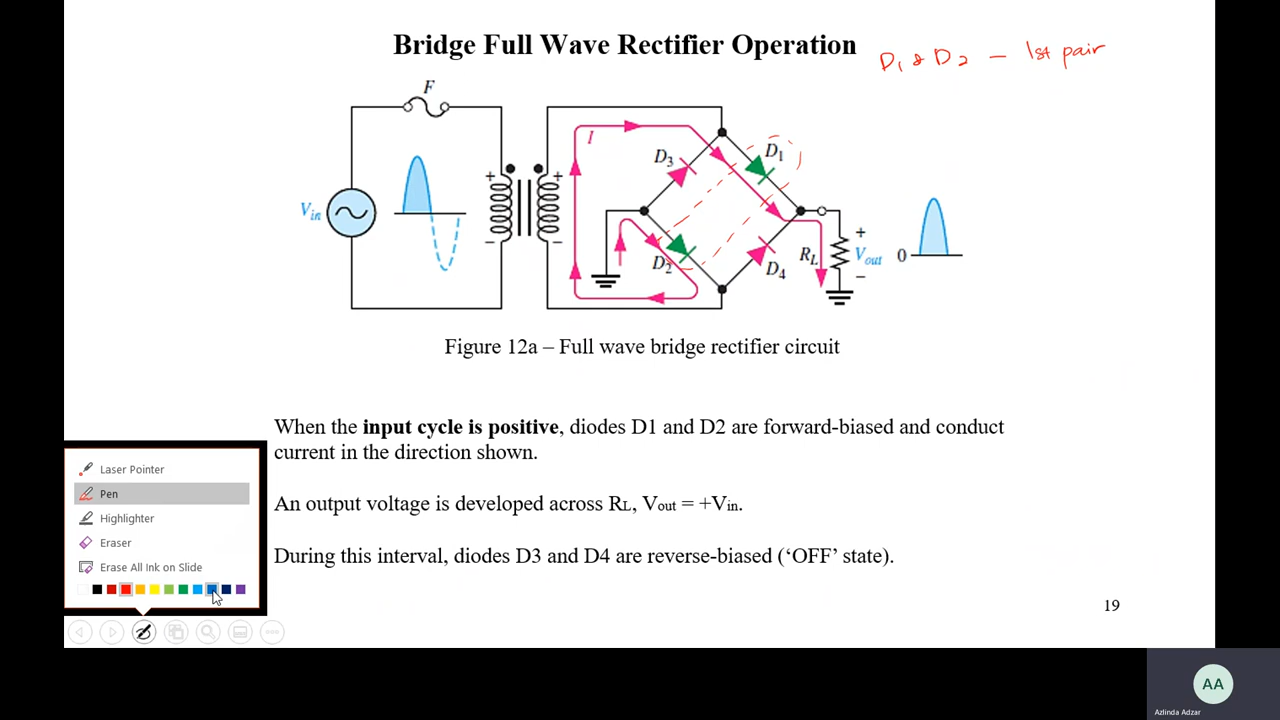 Bridge Full Wave Rectifier Operation
D1 & D2 – 1st pair
F
I
D3
D1
Vin
+
+
–
–
D2
D4
RL
+
Vout
–
0
Figure 12a – Full wave bridge rectifier circuit
When the input cycle is positive, diodes D1 and D2 are forward-biased and conduct
current in the direction shown.
An output voltage is developed across RL, Vout = +Vin.
During this interval, diodes D3 and D4 are reverse-biased (‘OFF’ state).
19
Laser Pointer
Pen
Highlighter
Eraser
Erase All Ink on Slide
AA
Azlinda Adzar